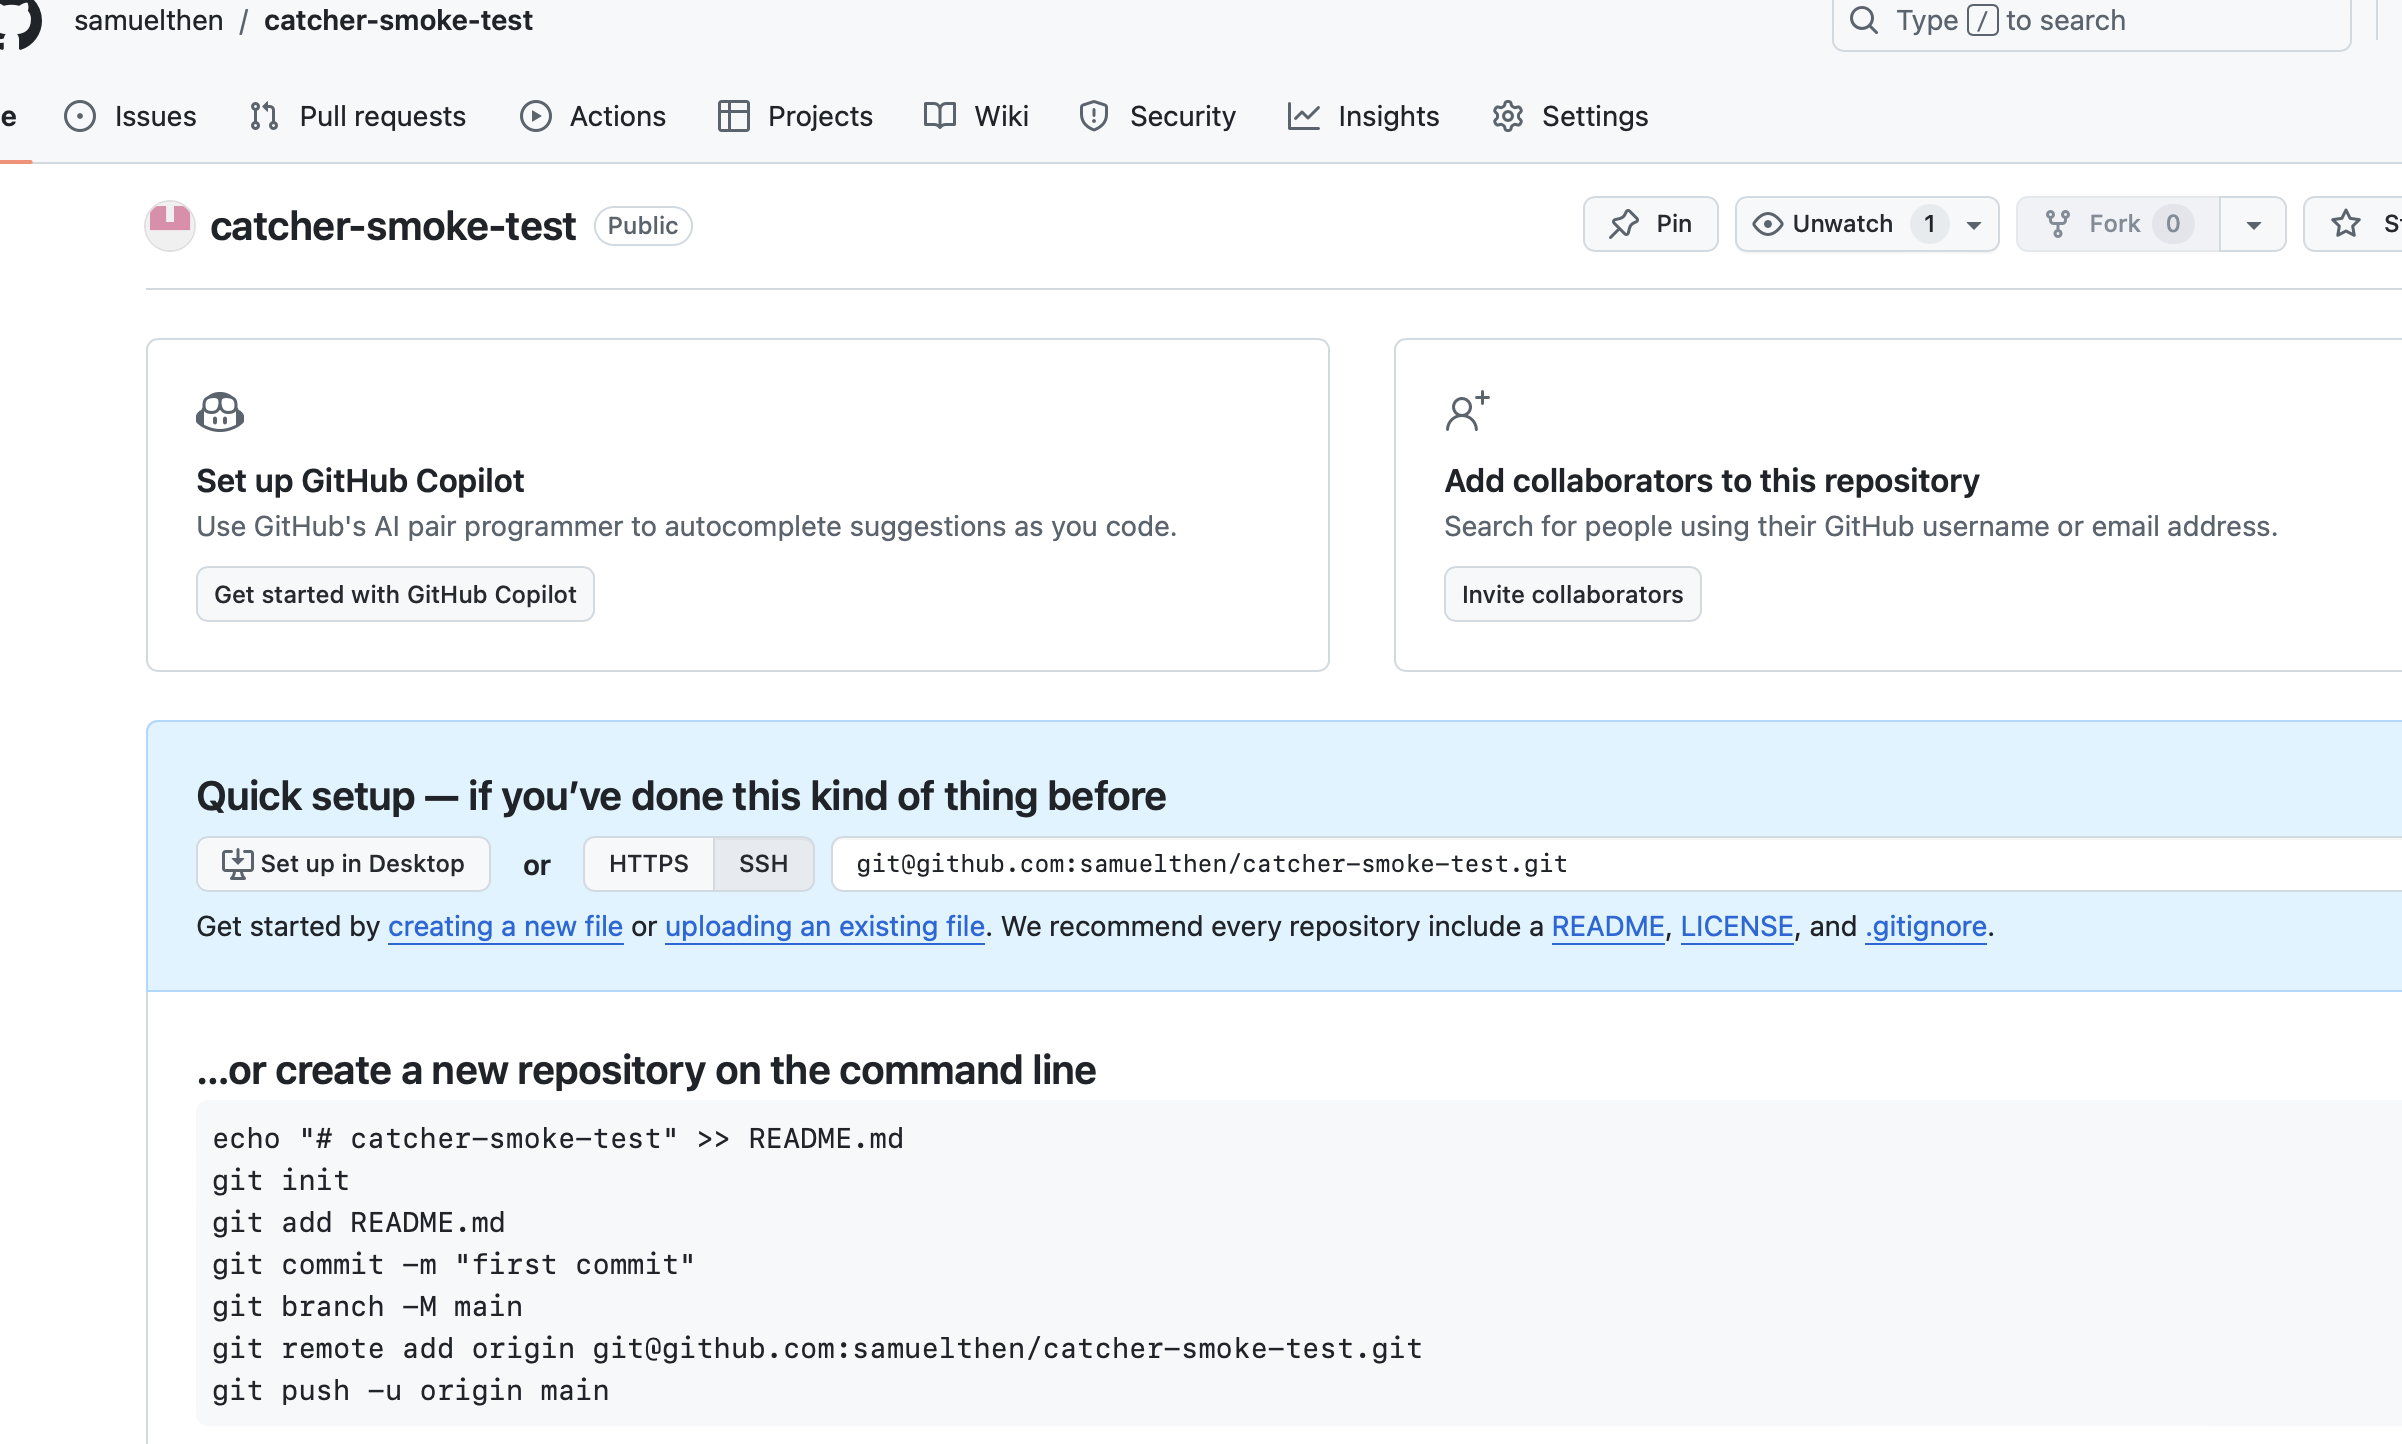 samuelthen / catcher-smoke-test
Type / to search
e Issues Pull requests Actions Projects Wiki Security Insights Settings
catcher-smoke-test Public
Pin Unwatch 1 Fork 0
Set up GitHub Copilot
Use GitHub's AI pair programmer to autocomplete suggestions as you code.
Get started with GitHub Copilot
Add collaborators to this repository
Search for people using their GitHub username or email address.
Invite collaborators
Quick setup — if you’ve done this kind of thing before
Set up in Desktop or HTTPS SSH git@github.com:samuelthen/catcher-smoke-test.git
Get started by creating a new file or uploading an existing file. We recommend every repository include a README, LICENSE, and .gitignore.
…or create a new repository on the command line
echo "# catcher-smoke-test" >> README.md
git init
git add README.md
git commit -m "first commit"
git branch -M main
git remote add origin git@github.com:samuelthen/catcher-smoke-test.git
git push -u origin main